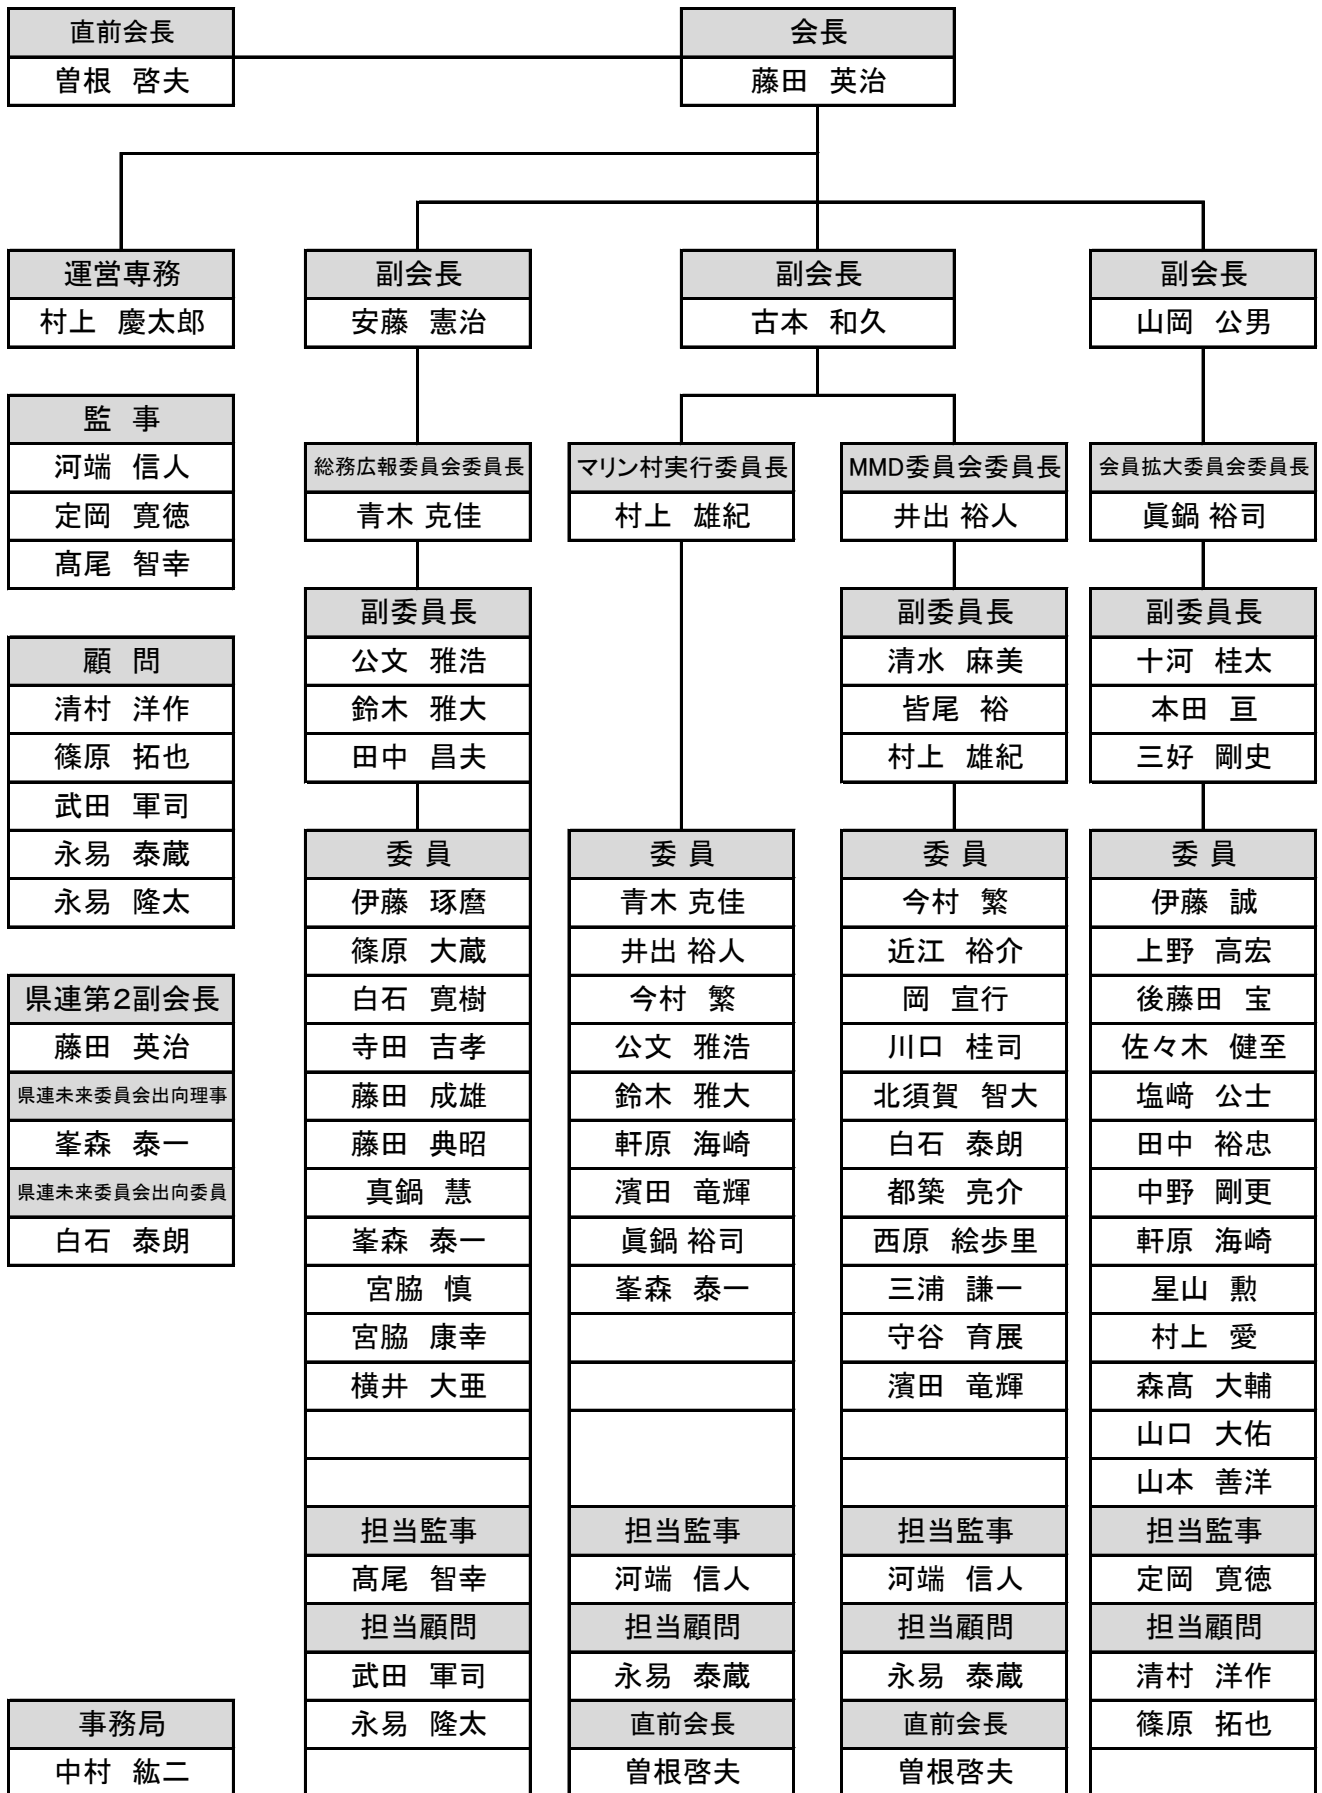 直前会長
曽根 啓夫
会長
藤田 英治
運営専務
村上 慶太郎
監 事
河端 信人
定岡 寛徳
髙尾 智幸
顧 問
清村 洋作
篠原 拓也
武田 軍司
永易 泰蔵
永易 隆太
県連第2副会長
藤田 英治
県連未来委員会出向理事
峯森 泰一
県連未来委員会出向委員
白石 泰朗
事務局
中村 紘二
副会長
安藤 憲治
総務広報委員会委員長
青木 克佳
副委員長
公文 雅浩
鈴木 雅大
田中 昌夫
委 員
伊藤 琢麿
篠原 大蔵
白石 寛樹
寺田 吉孝
藤田 成雄
藤田 典昭
真鍋 慧
峯森 泰一
宮脇 慎
宮脇 康幸
横井 大亜
担当監事
髙尾 智幸
担当顧問
武田 軍司
永易 隆太
副会長
古本 和久
マリン村実行委員長
村上 雄紀
委 員
青木 克佳
井出 裕人
今村 繁
公文 雅浩
鈴木 雅大
軒原 海崎
濱田 竜輝
眞鍋 裕司
峯森 泰一
担当監事
河端 信人
担当顧問
永易 泰蔵
直前会長
曽根啓夫
MMD委員会委員長
井出 裕人
副委員長
清水 麻美
皆尾 裕
村上 雄紀
委 員
今村 繁
近江 裕介
岡 宣行
川口 桂司
北須賀 智大
白石 泰朗
都築 亮介
西原 絵歩里
三浦 謙一
守谷 育展
濱田 竜輝
担当監事
河端 信人
担当顧問
永易 泰蔵
直前会長
曽根啓夫
副会長
山岡 公男
会員拡大委員会委員長
眞鍋 裕司
副委員長
十河 桂太
本田 亘
三好 剛史
委 員
伊藤 誠
上野 高宏
後藤田 宝
佐々木 健至
塩﨑 公士
田中 裕忠
中野 剛更
軒原 海崎
星山 勲
村上 愛
森髙 大輔
山口 大佑
山本 善洋
担当監事
定岡 寛徳
担当顧問
清村 洋作
篠原 拓也